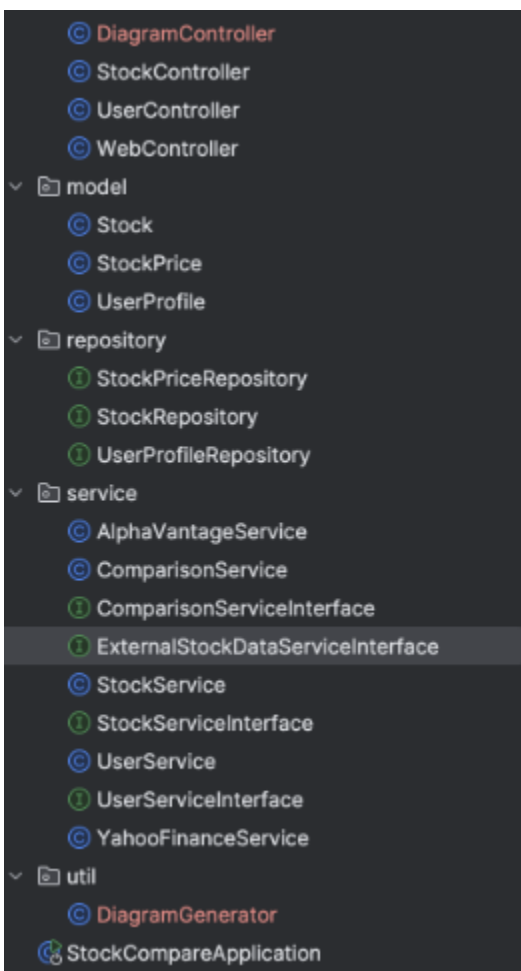 DiagramController
StockController
UserController
WebController
model
Stock
StockPrice
UserProfile
repository
StockPriceRepository
StockRepository
UserProfileRepository
service
AlphaVantageService
ComparisonService
ComparisonServiceInterface
ExternalStockDataServiceInterface
StockService
StockServiceInterface
UserService
UserServiceInterface
YahooFinanceService
util
DiagramGenerator
StockCompareApplication